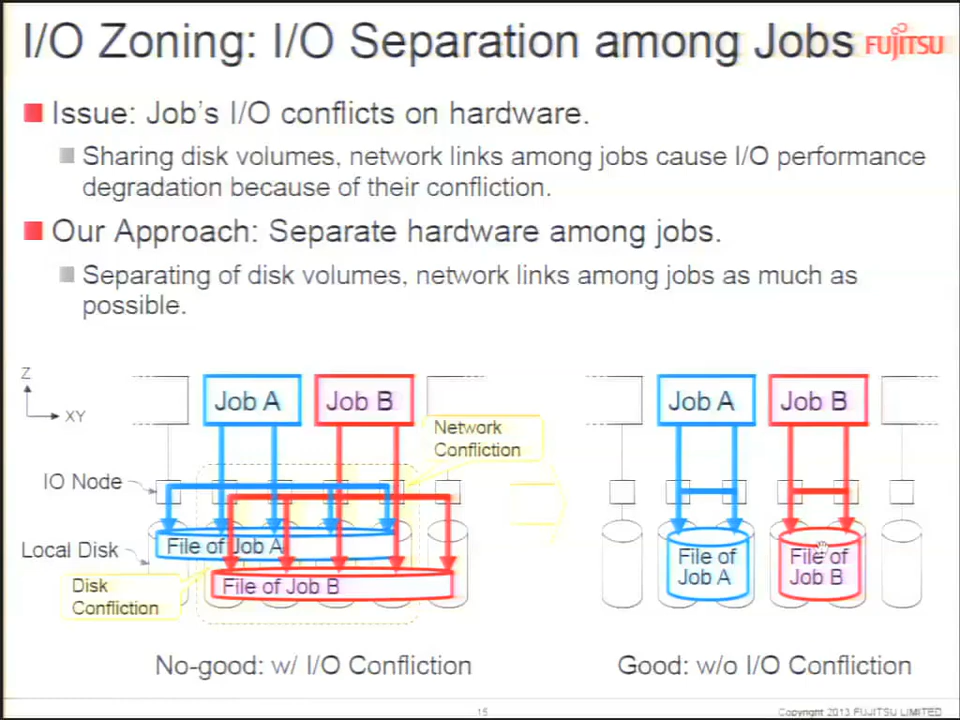 I/O Zoning: I/O Separation among Jobs
FUJITSU
Issue: Job's I/O conflicts on hardware.
Sharing disk volumes, network links among jobs cause I/O performance
degradation because of their confliction.
Our Approach: Separate hardware among jobs.
Separating of disk volumes, network links among jobs as much as
possible.
Z
XY
Job A
Job B
Network
Confliction
IO Node
Local Disk
File of Job A
File of Job B
Disk
Confliction
Job A
Job B
File of
Job A
File of
Job B
No-good: w/ I/O Confliction
Good: w/o I/O Confliction
15
Copyright 2013 FUJITSU LIMITED